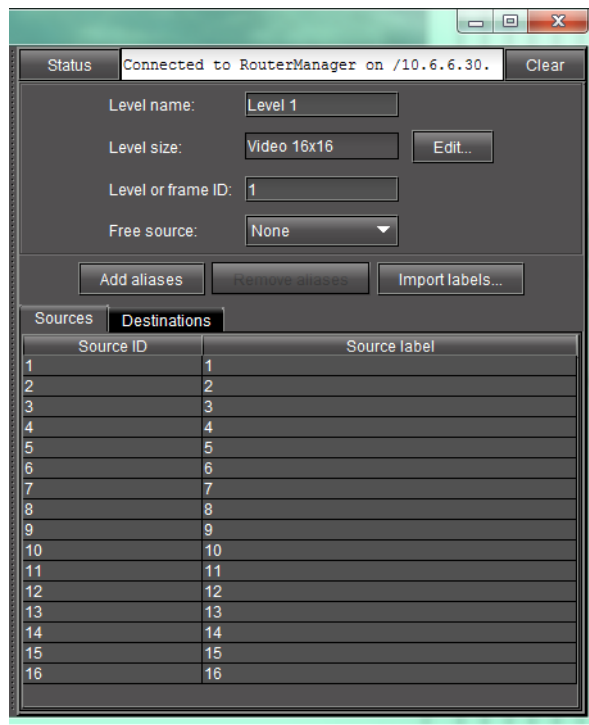 Status Connected to RouterManager on /10.6.6.30. Clear
Level name: Level 1
Level size: Video 16x16 Edit...
Level or frame ID: 1
Free source: None
Add aliases Remove aliases Import labels...
Sources Destinations
Source ID Source label
1 1
2 2
3 3
4 4
5 5
6 6
7 7
8 8
9 9
10 10
11 11
12 12
13 13
14 14
15 15
16 16